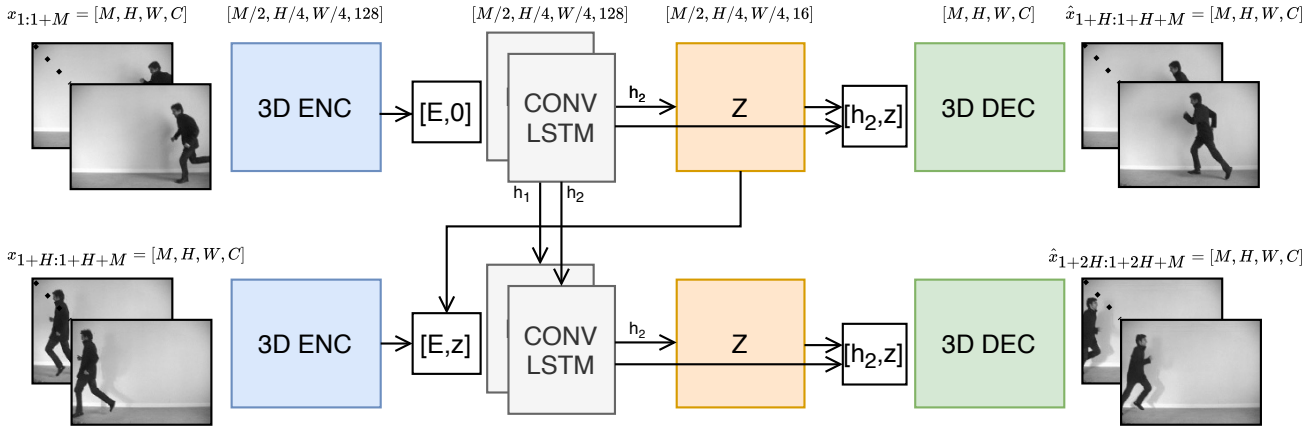 x_{1:1+M} = [M, H, W, C]
[M/2, H/4, W/4, 128]
[M/2, H/4, W/4, 128]
[M/2, H/4, W/4, 16]
[M, H, W, C]
x̂_{1+H:1+H+M} = [M, H, W, C]
3D ENC
[E,0]
CONV
LSTM
h₂
Z
[h₂,z]
3D DEC
h₁
h₂
x_{1+H:1+H+M} = [M, H, W, C]
x̂_{1+2H:1+2H+M} = [M, H, W, C]
3D ENC
[E,z]
CONV
LSTM
h₂
Z
[h₂,z]
3D DEC